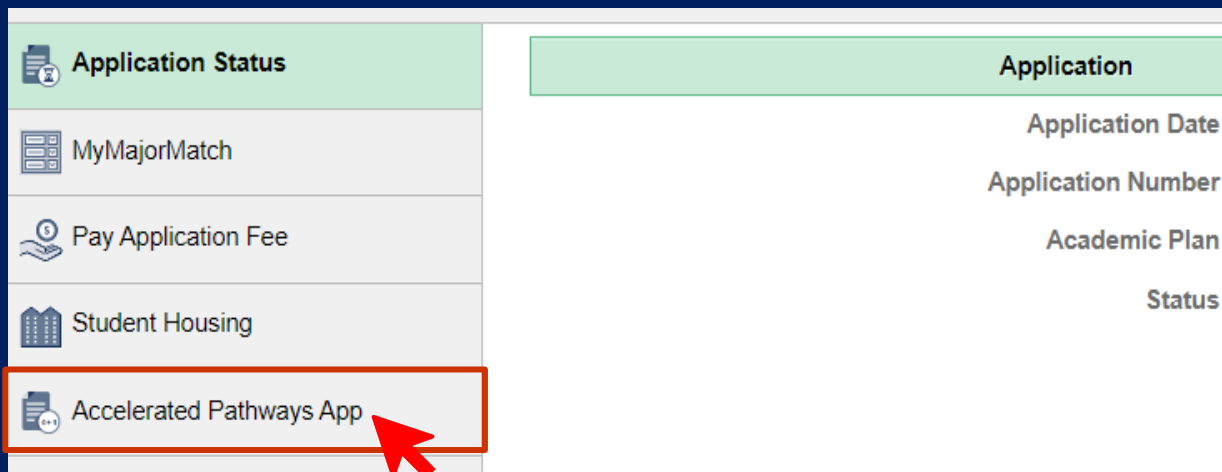 Application Status
MyMajorMatch
Pay Application Fee
Student Housing
Accelerated Pathways App
Application
Application Date
Application Number
Academic Plan
Status